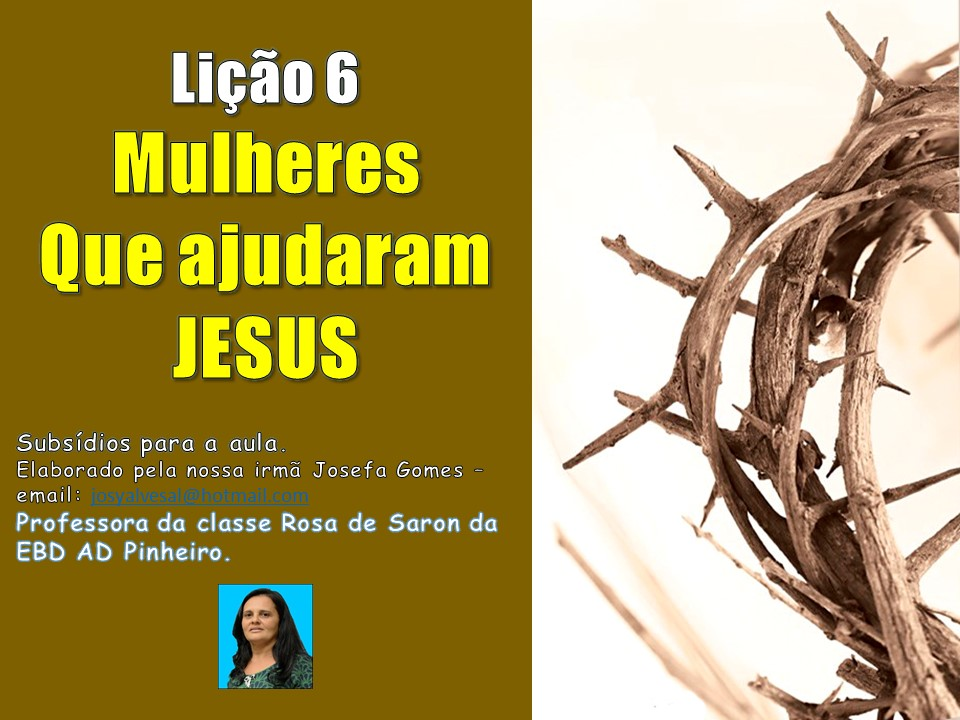 Lição 6
Mulheres
Que ajudaram
JESUS
Subsídios para a aula.
Elaborado pela nossa irmã Josefa Gomes –
email: josyalvesal@hotmail.com
Professora da classe Rosa de Saron da
EBD AD Pinheiro.